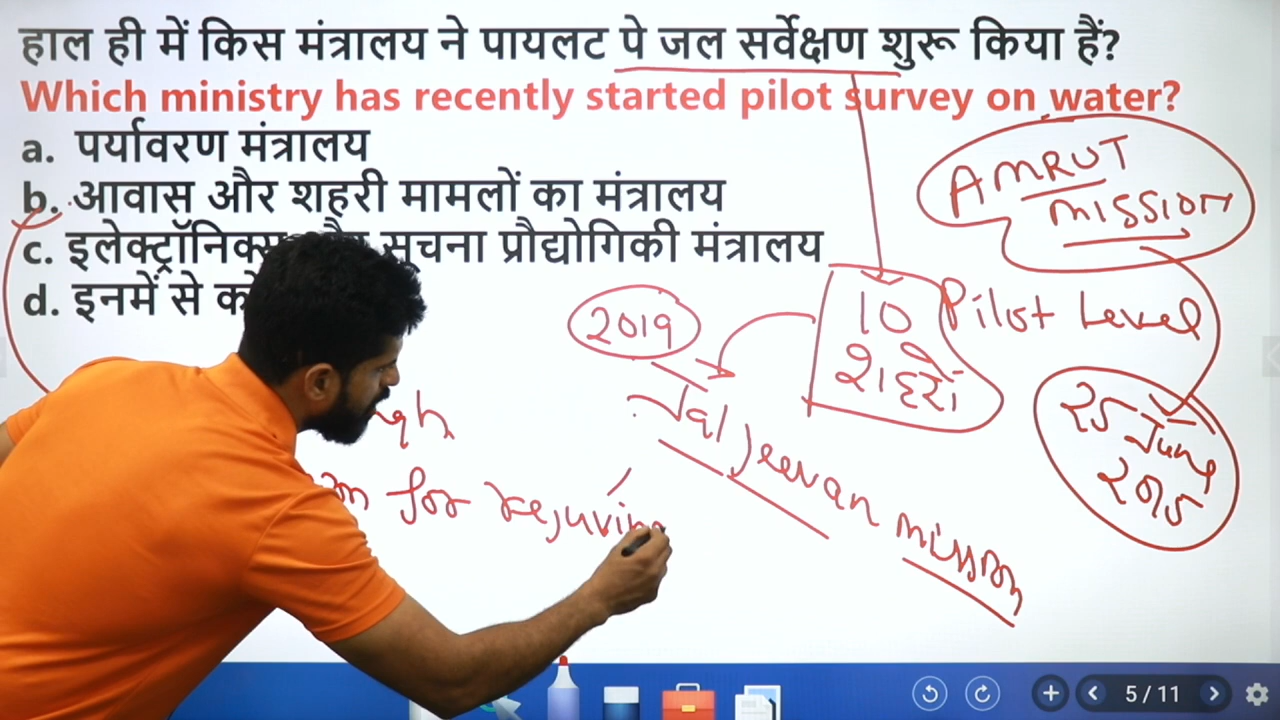 हाल ही में किस मंत्रालय ने पायलट पे जल सर्वेक्षण शुरू किया हैं?
Which ministry has recently started pilot survey on water?
a. पर्यावरण मंत्रालय
b. आवास और शहरी मामलों का मंत्रालय
c. इलेक्ट्रॉनिक्स और सूचना प्रौद्योगिकी मंत्रालय
d. इनमें से
AMRUT
MISSION
10
शहरों
Pilot Level
2019
Jal Jeevan mission
25 June
2015
for rejuvin
5 / 11